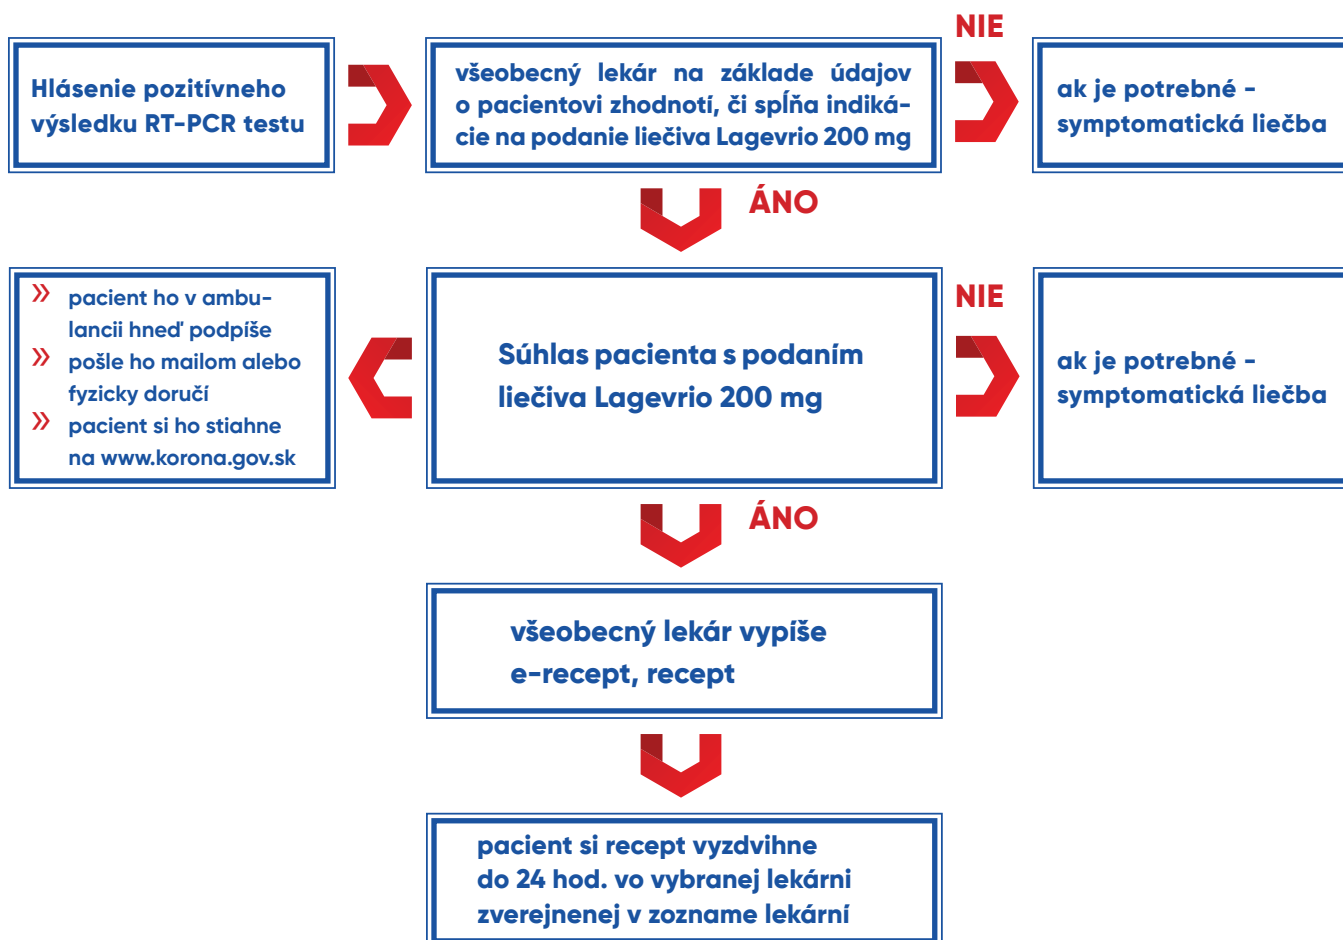 Hlásenie pozitívneho
výsledku RT-PCR testu
všeobecný lekár na základe údajov
o pacientovi zhodnotí, či spĺňa indiká-
cie na podanie liečiva Lagevrio 200 mg
NIE
ak je potrebné -
symptomatická liečba
ÁNO
» pacient ho v ambu-
lancii hneď podpíše
» pošle ho mailom alebo
fyzicky doručí
» pacient si ho stiahne
na www.korona.gov.sk
Súhlas pacienta s podaním
liečiva Lagevrio 200 mg
NIE
ak je potrebné -
symptomatická liečba
ÁNO
všeobecný lekár vypíše
e-recept, recept
pacient si recept vyzdvihne
do 24 hod. vo vybranej lekárni
zverejnenej v zozname lekární